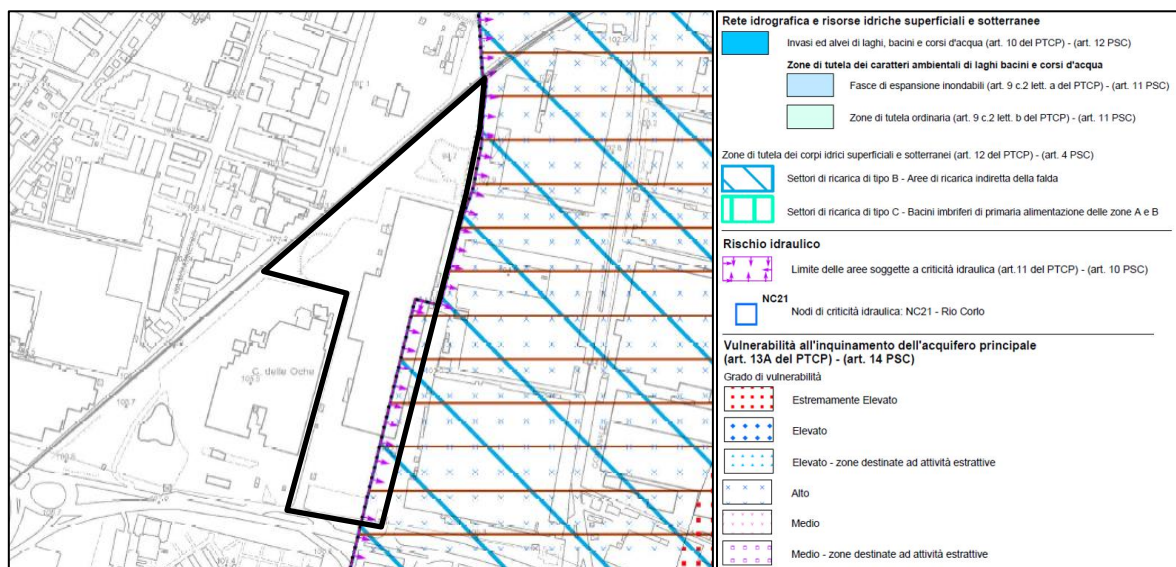 C. delle Oche
Rete idrografica e risorse idriche superficiali e sotterranee
Invasi ed alvei di laghi, bacini e corsi d'acqua (art. 10 del PTCP) - (art. 12 PSC)
Zone di tutela dei caratteri ambientali di laghi bacini e corsi d'acqua
Fasce di espansione inondabili (art. 9 c.2 lett. a del PTCP) - (art. 11 PSC)
Zone di tutela ordinaria (art. 9 c.2 lett. b del PTCP) - (art. 11 PSC)
Zone di tutela dei corpi idrici superficiali e sotterranei (art. 12 del PTCP) - (art. 4 PSC)
Settori di ricarica di tipo B - Aree di ricarica indiretta della falda
Settori di ricarica di tipo C - Bacini imbriferi di primaria alimentazione delle zone A e B
Rischio idraulico
Limite delle aree soggette a criticità idraulica (art.11 del PTCP) - (art. 10 PSC)
NC21
Nodi di criticità idraulica: NC21 - Rio Corlo
Vulnerabilità all'inquinamento dell'acquifero principale
(art. 13A del PTCP) - (art. 14 PSC)
Grado di vulnerabilità
Estremamente Elevato
Elevato
Elevato - zone destinate ad attività estrattive
Alto
Medio
Medio - zone destinate ad attività estrattive